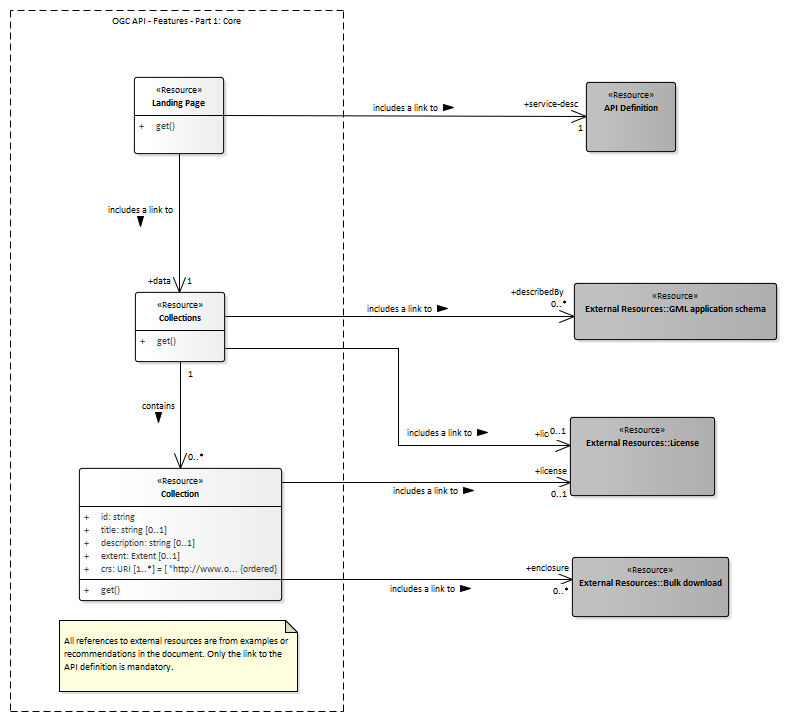 OGC API - Features - Part 1: Core
«Resource»
Landing Page
+ get()
includes a link to
+service-desc
1
«Resource»
API Definition
includes a link to
+data
1
«Resource»
Collections
+ get()
includes a link to
+describedBy
0..*
«Resource»
External Resources::GML application schema
1
contains
0..*
includes a link to
+lic
0..1
«Resource»
External Resources::License
includes a link to
+license
0..1
«Resource»
Collection
+ id: string
+ title: string [0..1]
+ description: string [0..1]
+ extent: Extent [0..1]
+ crs: URI [1..*] = [ "http://www.o... {ordered}
+ get()
includes a link to
+enclosure
0..*
«Resource»
External Resources::Bulk download
All references to external resources are from examples or
recommendations in the document. Only the link to the
API definition is mandatory.